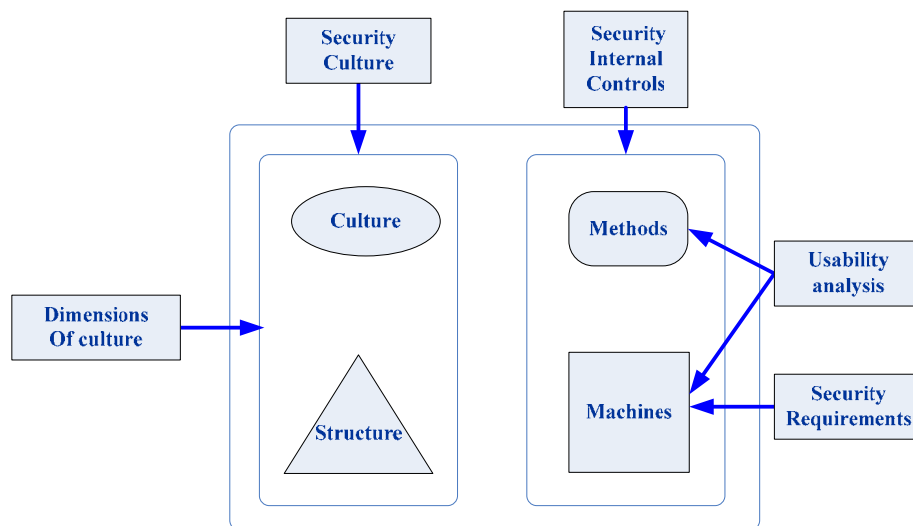 Security
Culture
Security
Internal
Controls
Culture
Methods
Usability
analysis
Dimensions
Of culture
Structure
Machines
Security
Requirements